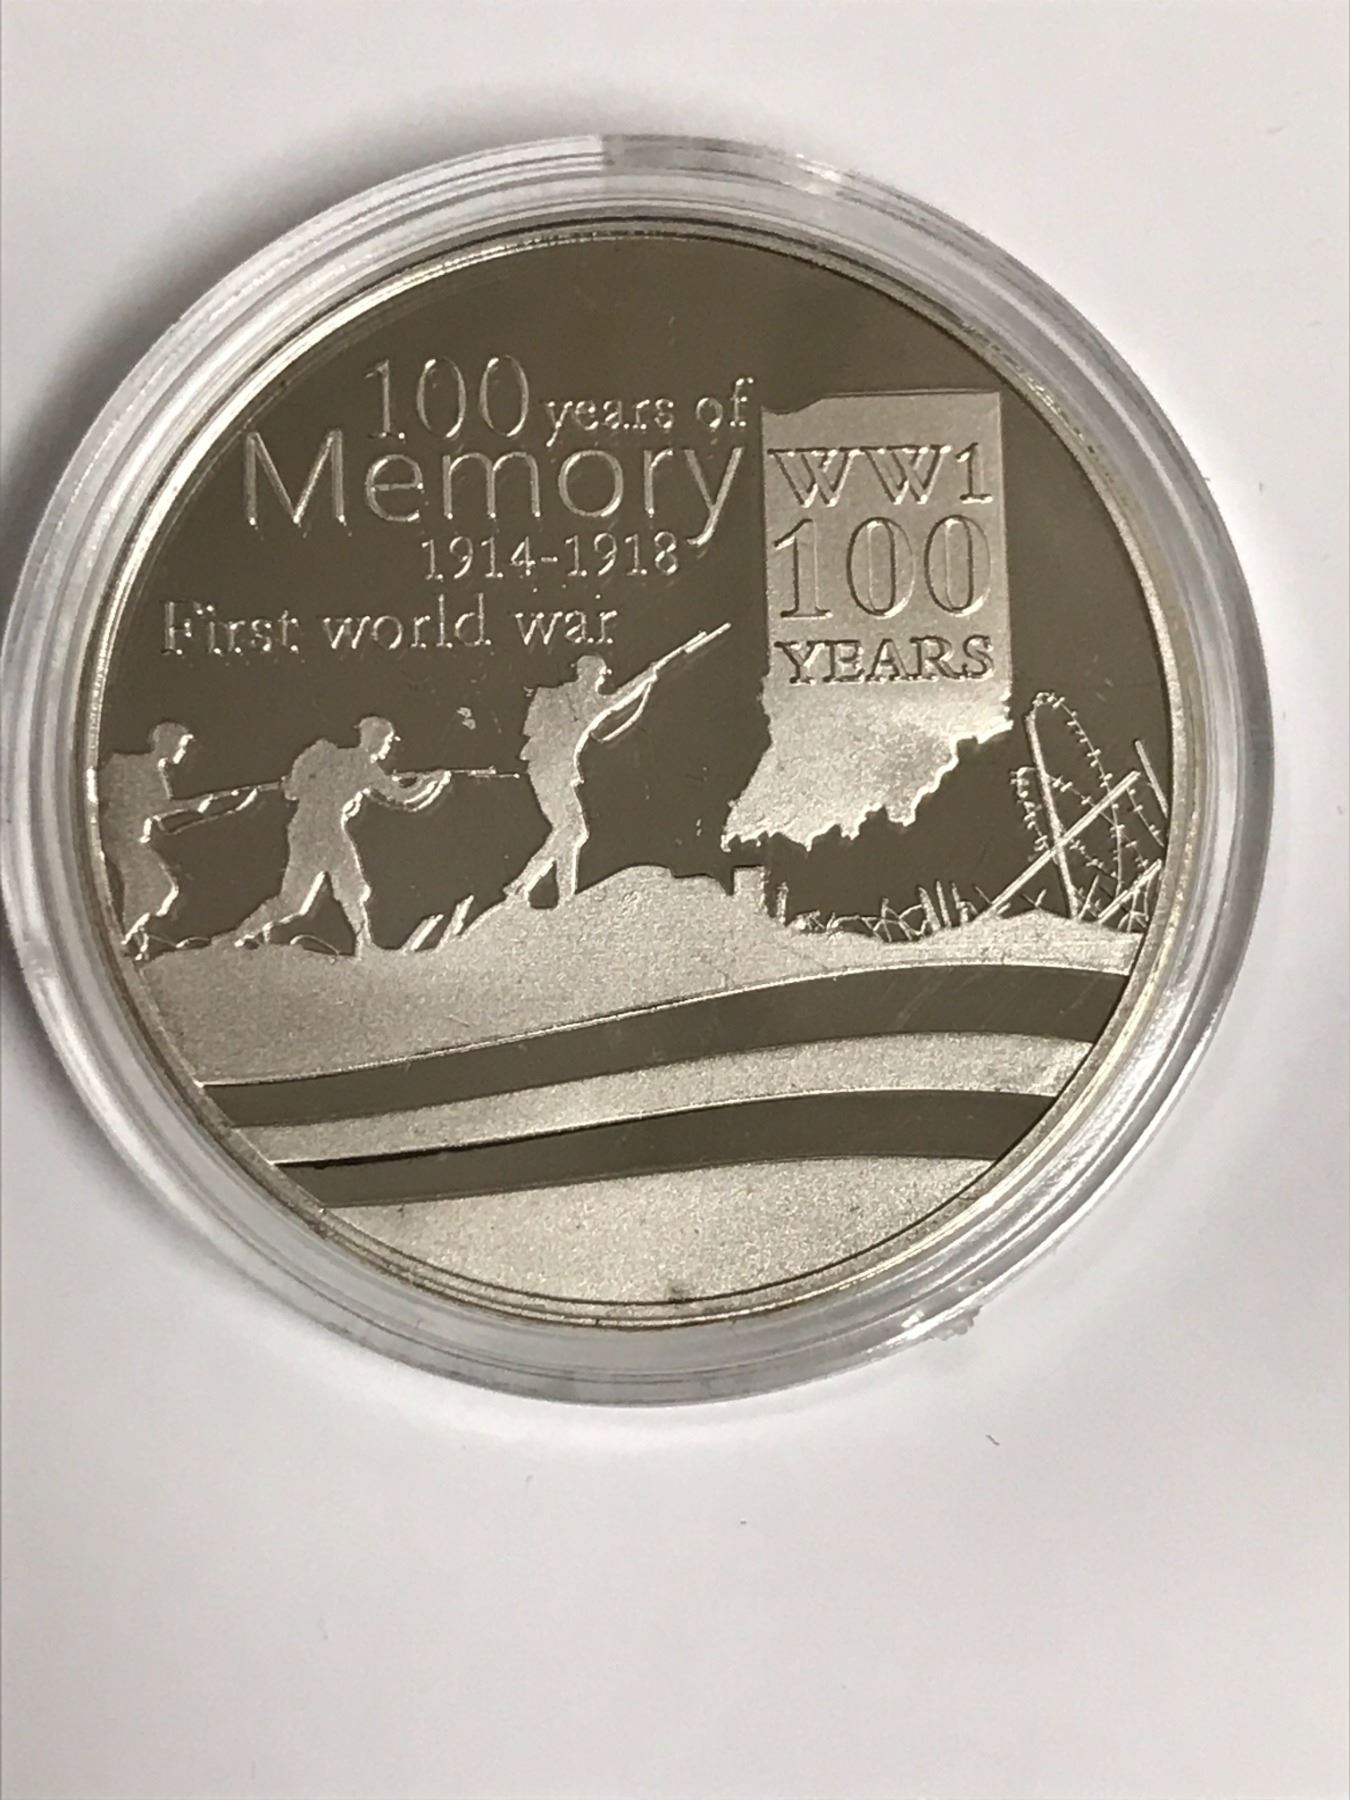 100 years of
Memory
1914-1918
First world war
WW1
100
YEARS